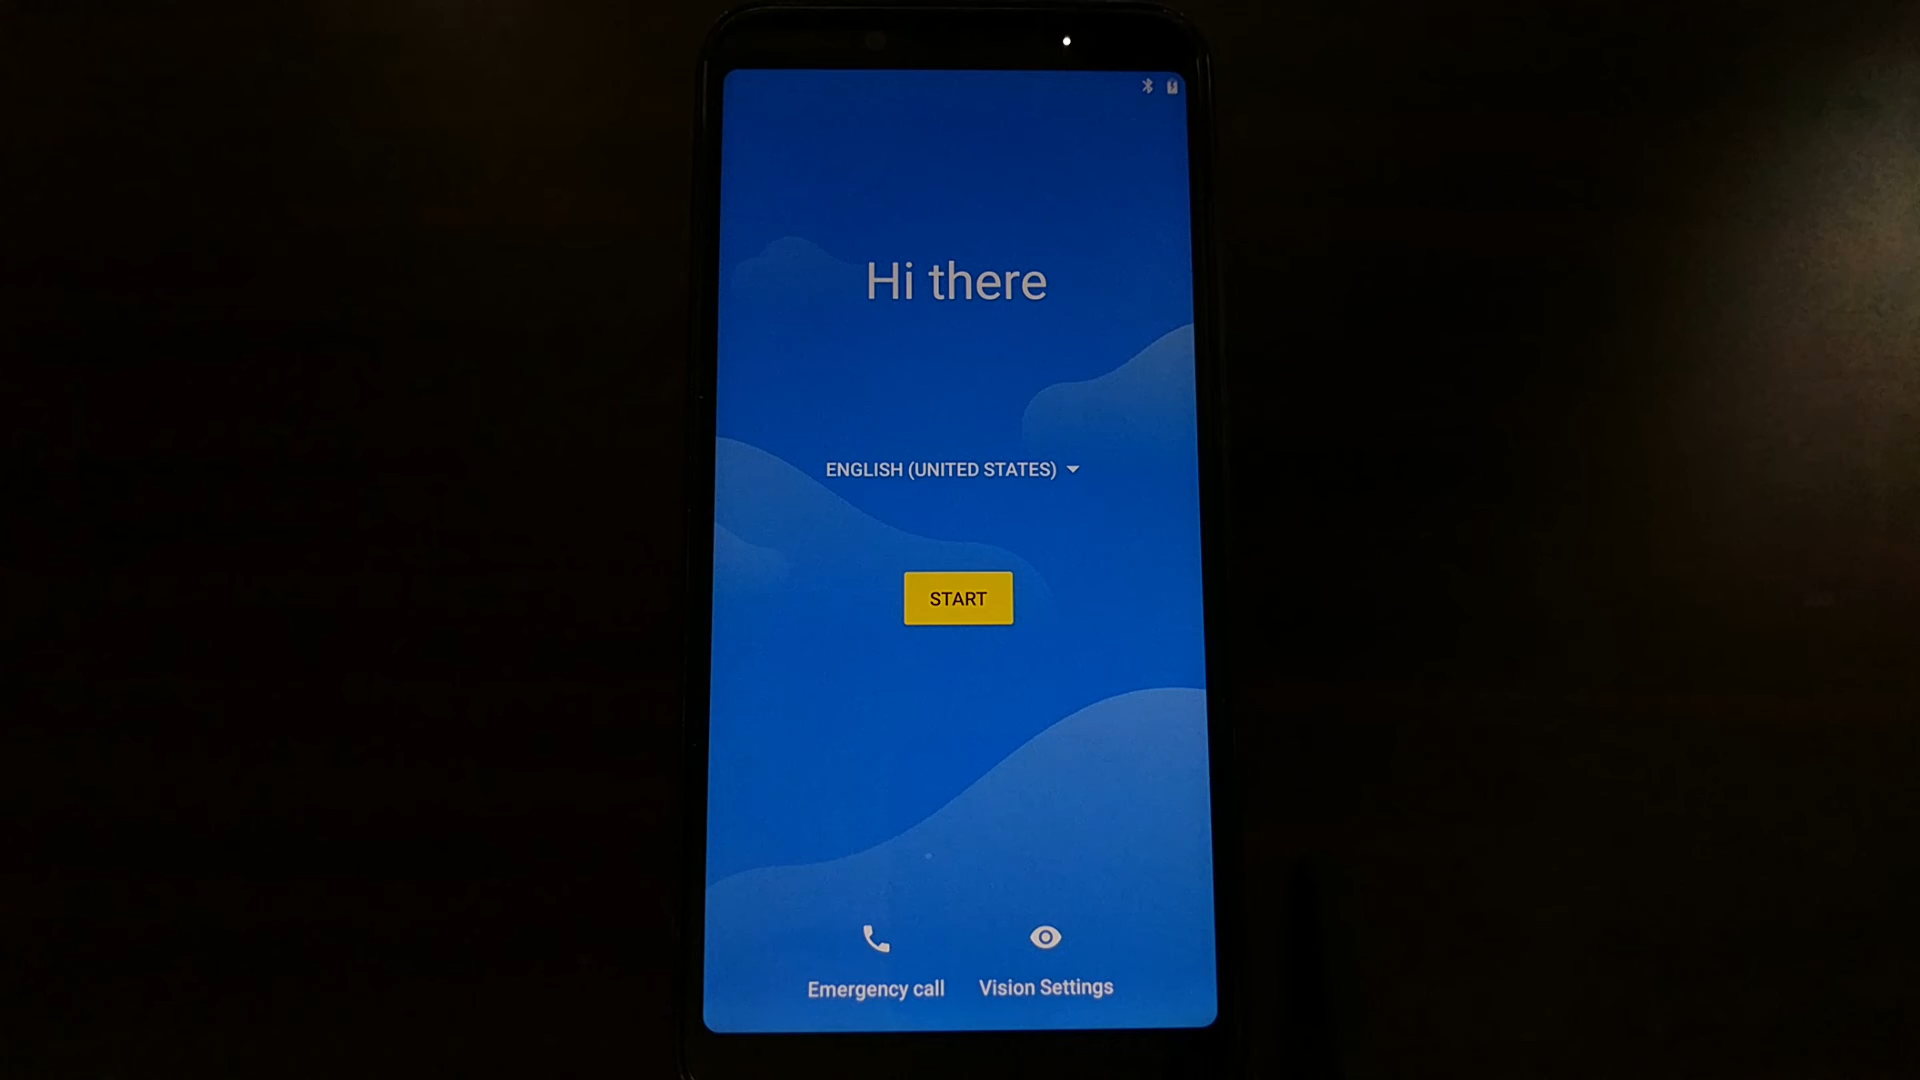 Hi there
ENGLISH (UNITED STATES)
START
Emergency call
Vision Settings